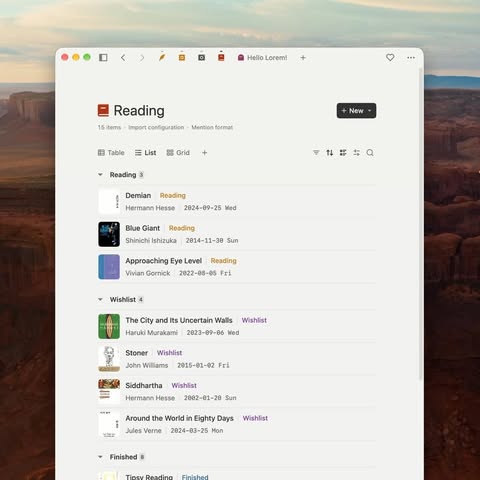 Hello Lorem!
Reading
New
15 items · Import configuration · Mention format
Table List Grid
Reading 3
Demian Reading
Hermann Hesse 2024-09-25 Wed
Blue Giant Reading
Shinichi Ishizuka 2014-11-30 Sun
Approaching Eye Level Reading
Vivian Gornick 2022-08-05 Fri
Wishlist 4
The City and Its Uncertain Walls Wishlist
Haruki Murakami 2023-09-06 Wed
Stoner Wishlist
John Williams 2015-01-02 Fri
Siddhartha Wishlist
Hermann Hesse 2002-01-20 Sun
Around the World in Eighty Days Wishlist
Jules Verne 2024-03-25 Mon
Finished 8
Tipsy Reading Finished